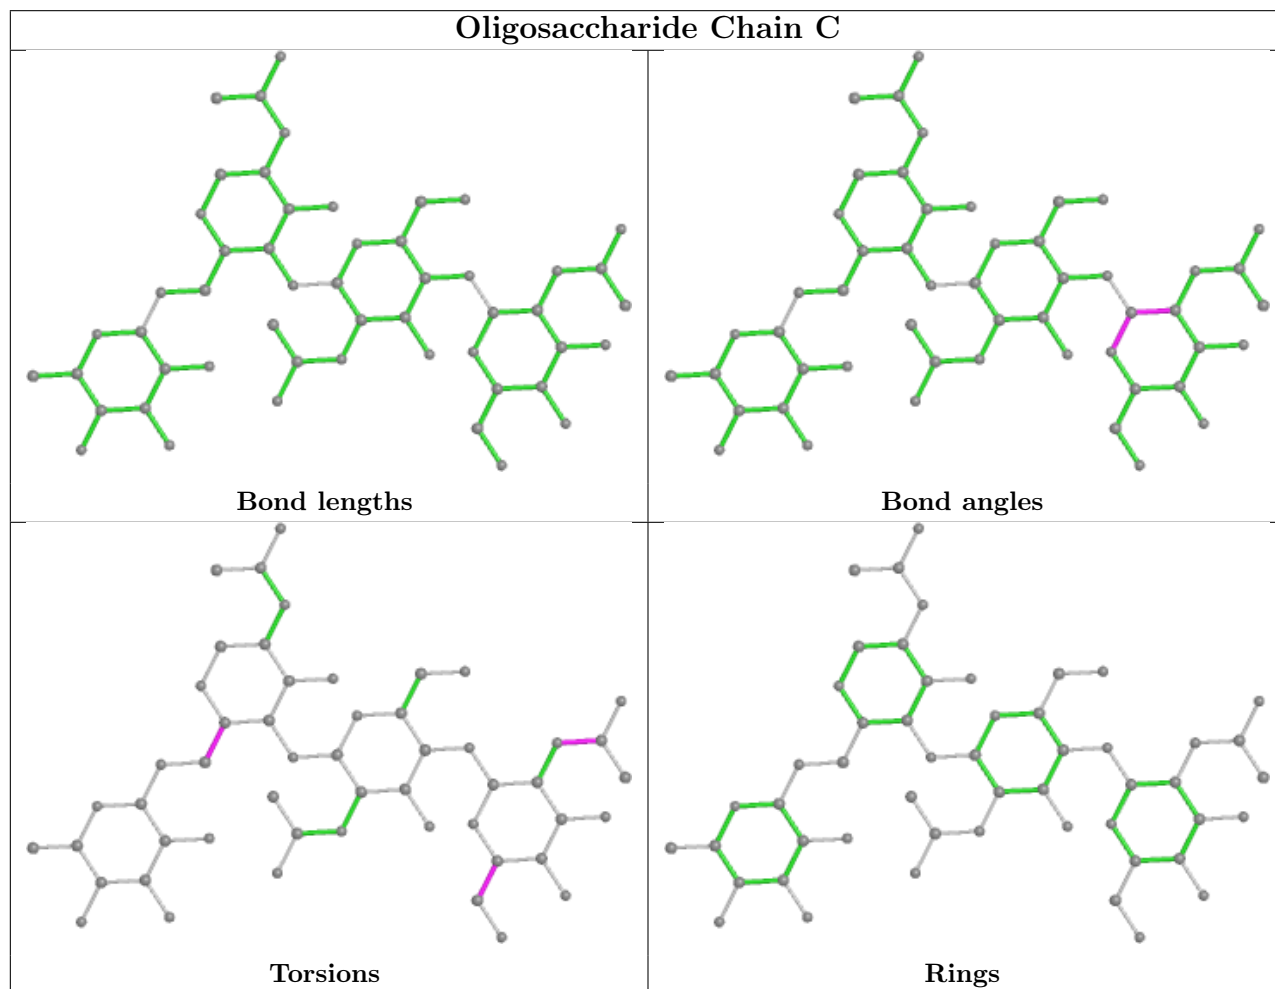 Oligosaccharide Chain C
Bond lengths
Bond angles
Torsions
Rings